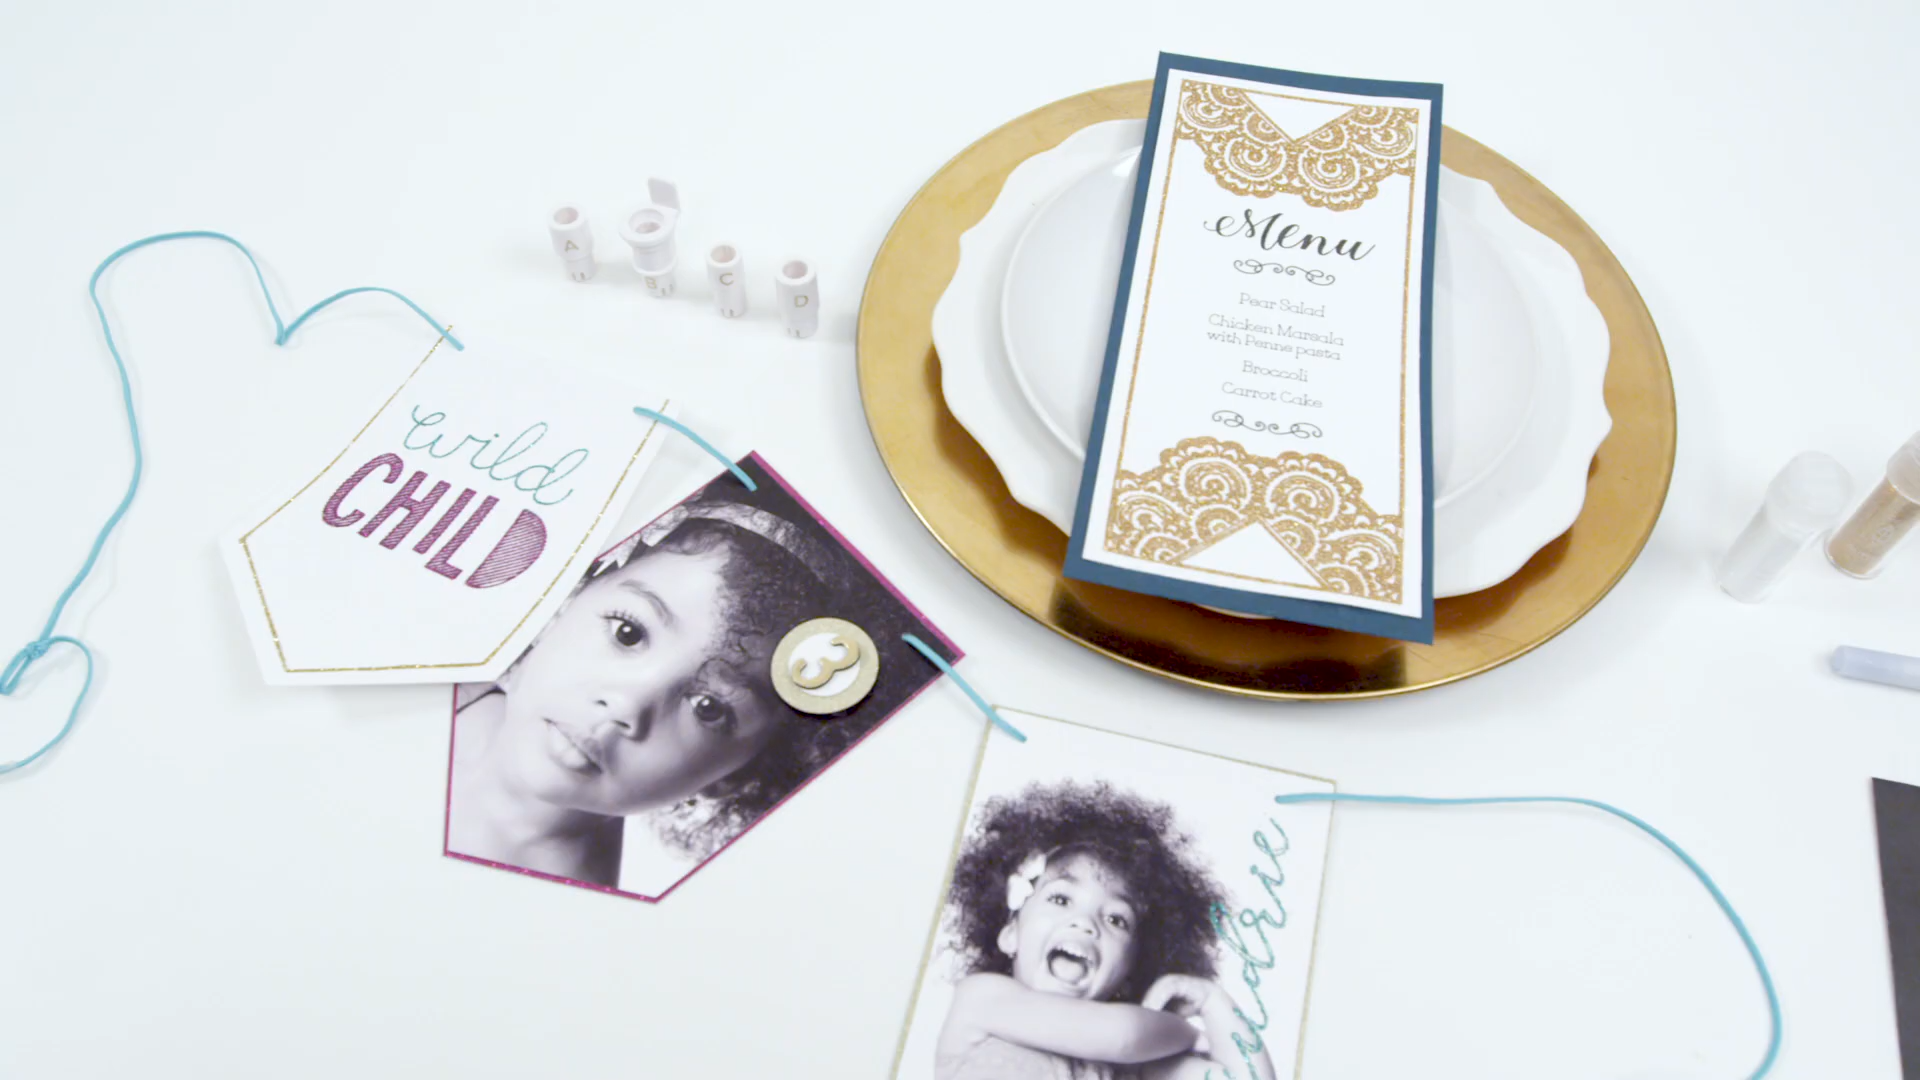 A
B
C
D
wild
CHILD
3
Menu
Pear Salad
Chicken Marsala
with Penne pasta
Broccoli
Carrot Cake